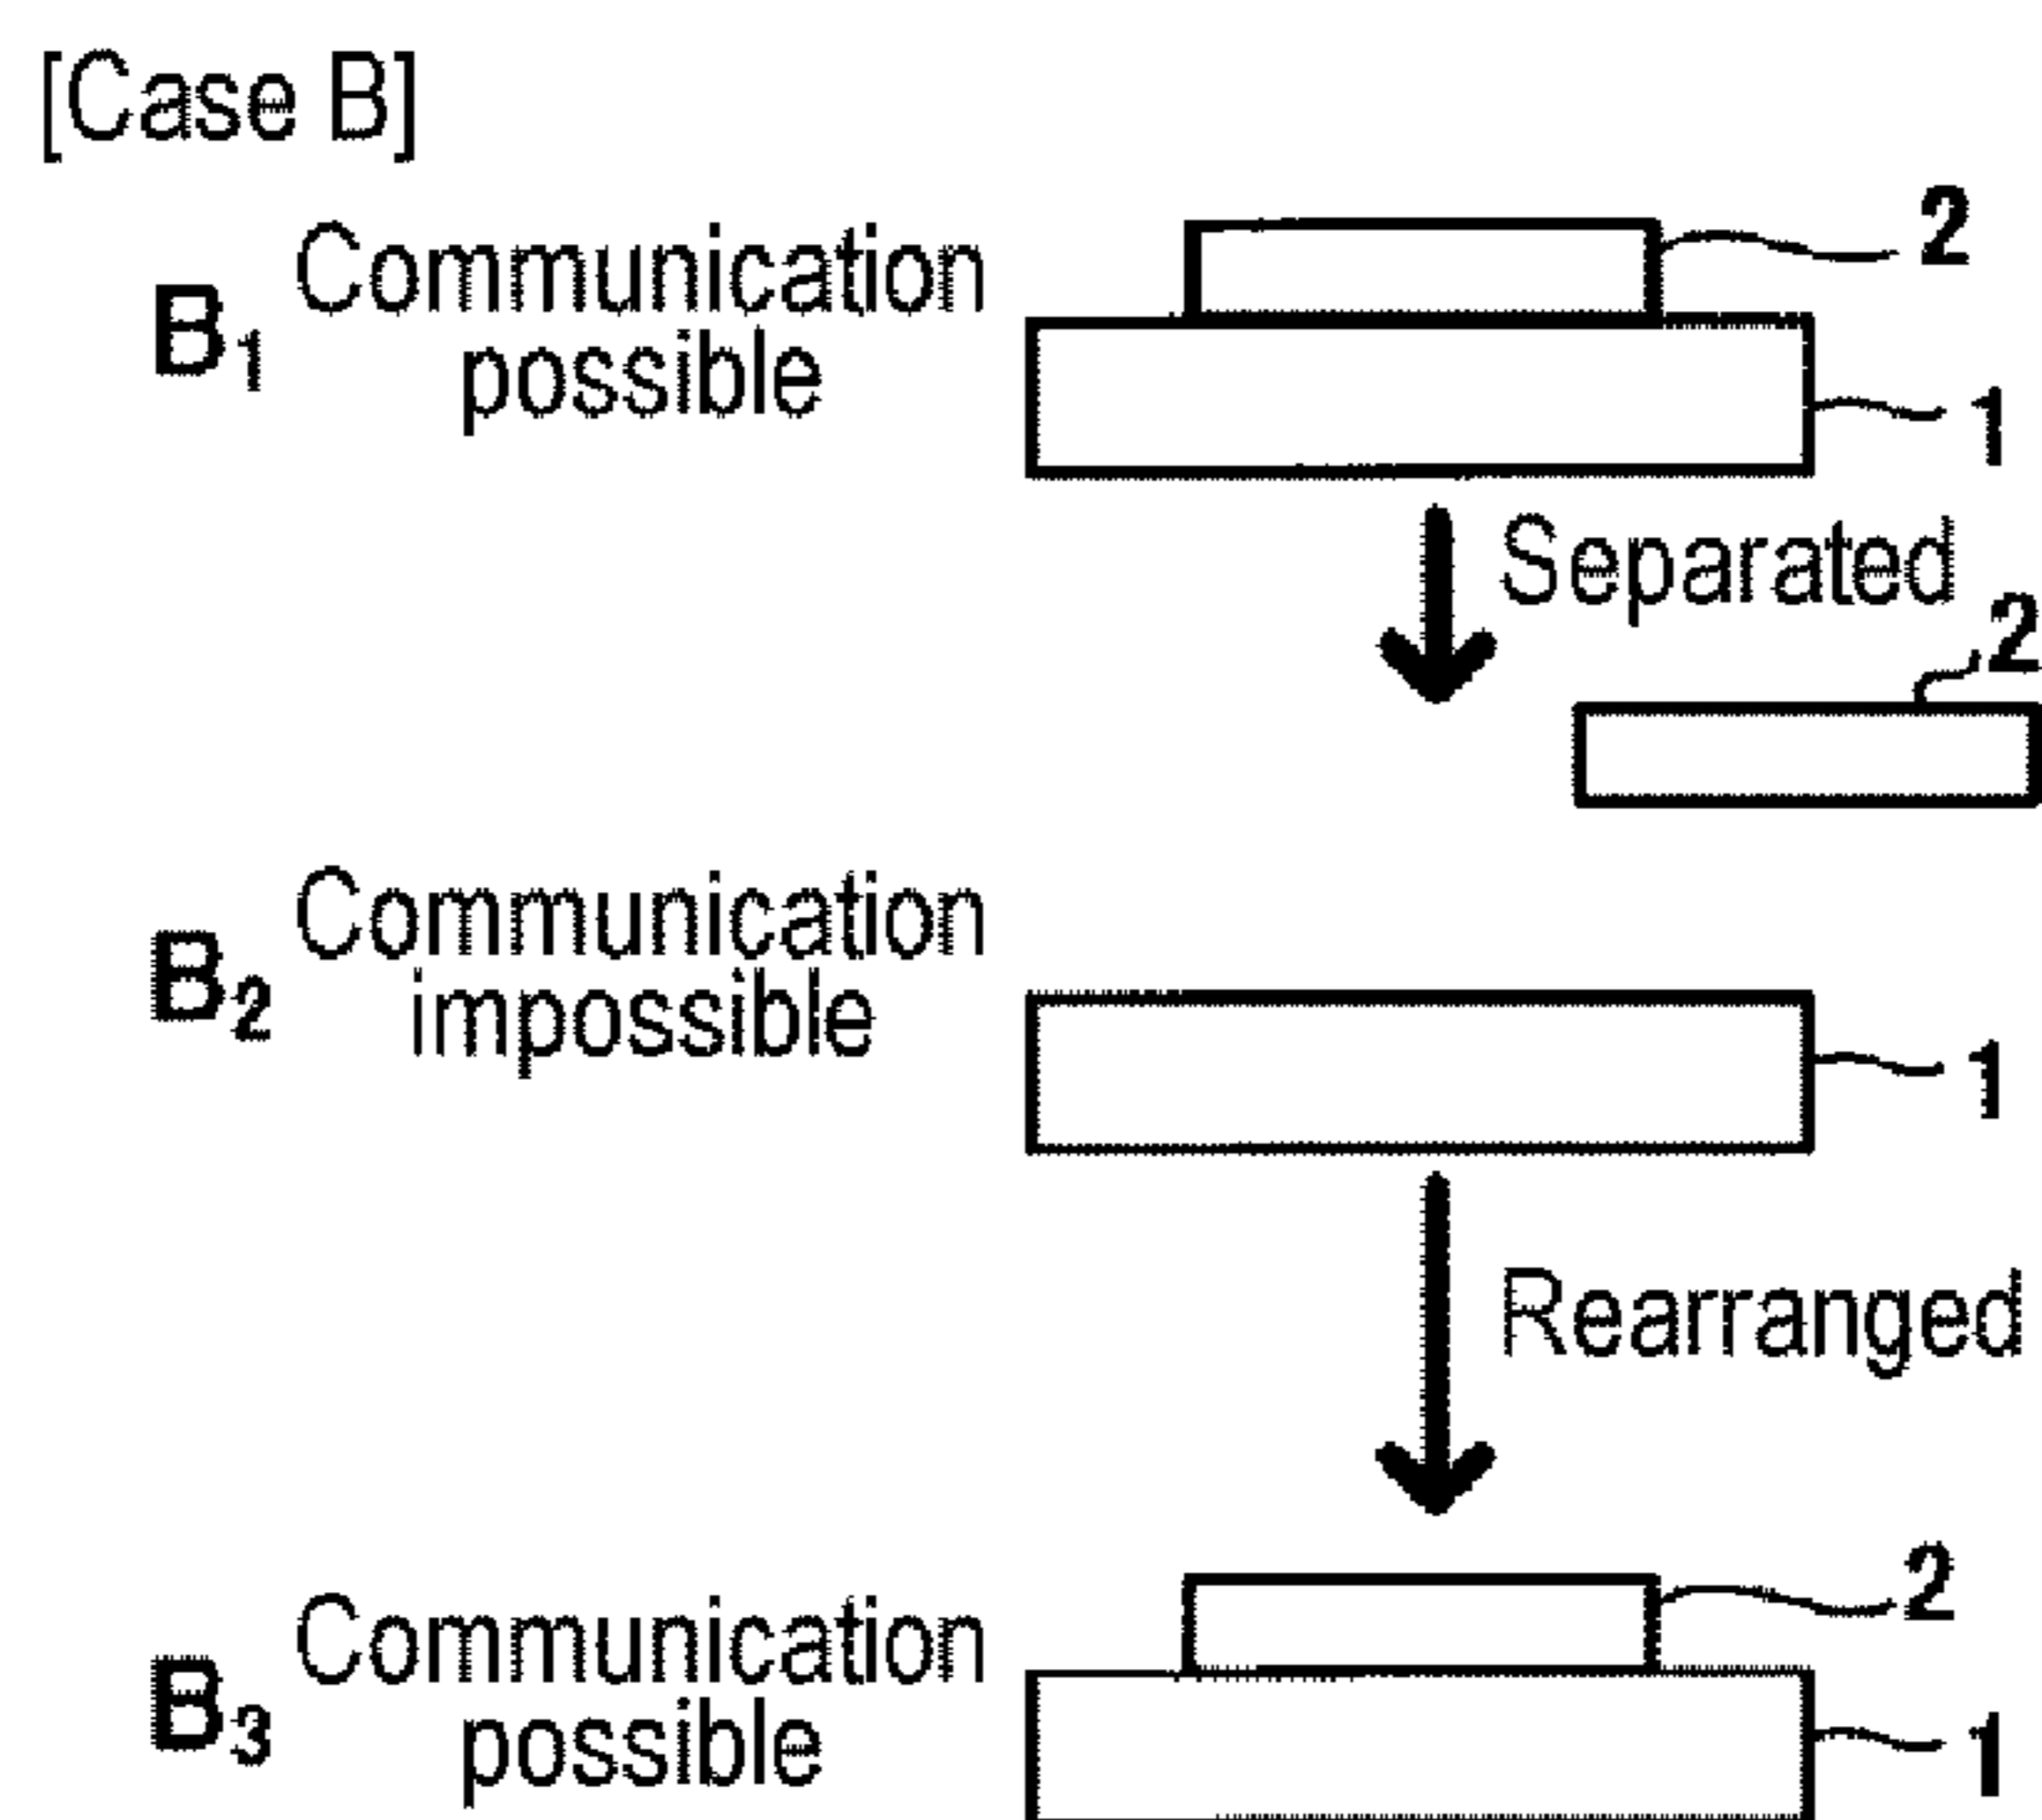 [Case B]
B1 Communication possible
2
1
Separated
2
B2 Communication impossible
1
Rearranged
B3 Communication possible
2
1